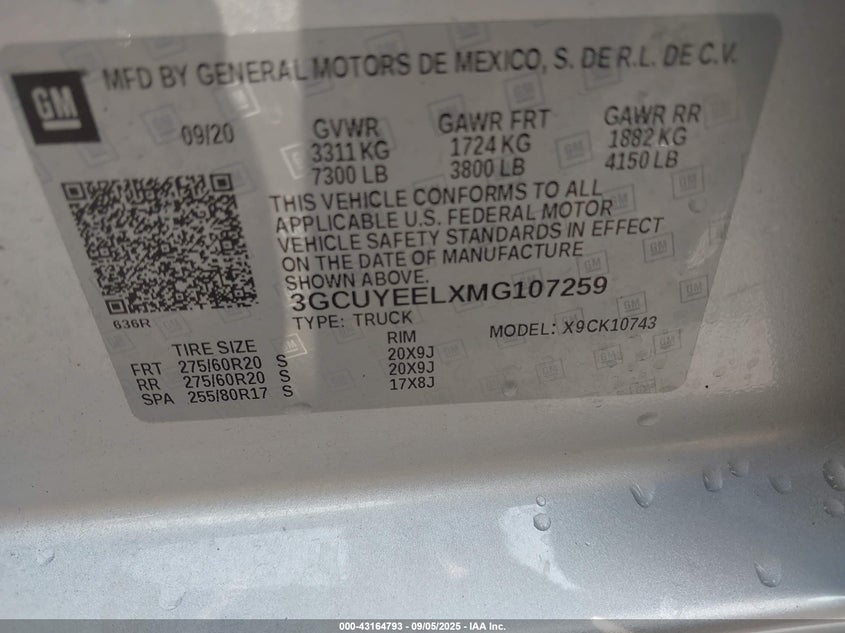 GM
MFD BY GENERAL MOTORS DE MEXICO, S. DE R.L. DE C.V.
09/20 GVWR GAWR FRT GAWR RR
3311 KG 1724 KG 1882 KG
7300 LB 3800 LB 4150 LB
THIS VEHICLE CONFORMS TO ALL
APPLICABLE U.S. FEDERAL MOTOR
VEHICLE SAFETY STANDARDS IN EFFECT
ON THE DATE OF MANUFACTURE
SHOWN ABOVE.
3GCUYEELXMG107259
636R
TYPE: TRUCK MODEL: X9CK10743
TIRE SIZE RIM
FRT 275/60R20 S 20X9J
RR 275/60R20 S 20X9J
SPA 255/80R17 S 17X8J
000-43164793 - 09/05/2025 - IAA Inc.